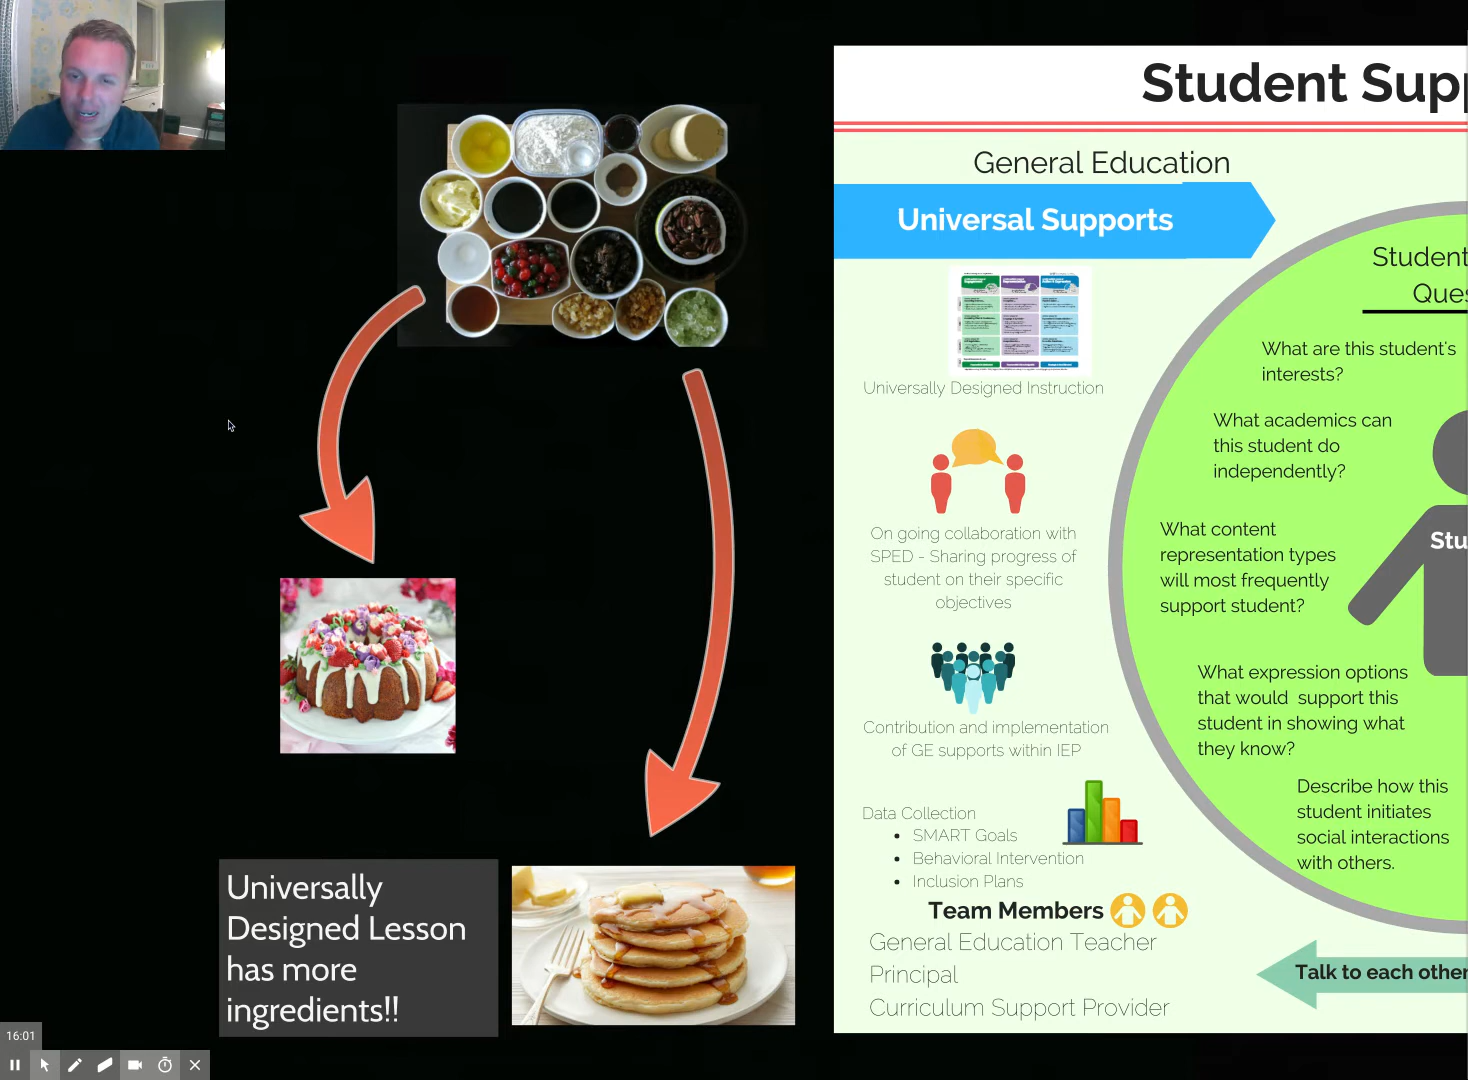 Student Supp
General Education
Universal Supports
Universally Designed Instruction
On going collaboration with
SPED - Sharing progress of
student on their specific
objectives
Contribution and implementation
of GE supports within IEP
Data Collection
SMART Goals
Behavioral Intervention
Inclusion Plans
Team Members
General Education Teacher
Principal
Curriculum Support Provider
Student
Ques
What are this student's
interests?
What academics can
this student do
independently?
What content
representation types
will most frequently
support student?
Stu
What expression options
that would support this
student in showing what
they know?
Describe how this
student initiates
social interactions
with others.
Talk to each other
Universally
Designed Lesson
has more
ingredients!!
16:01